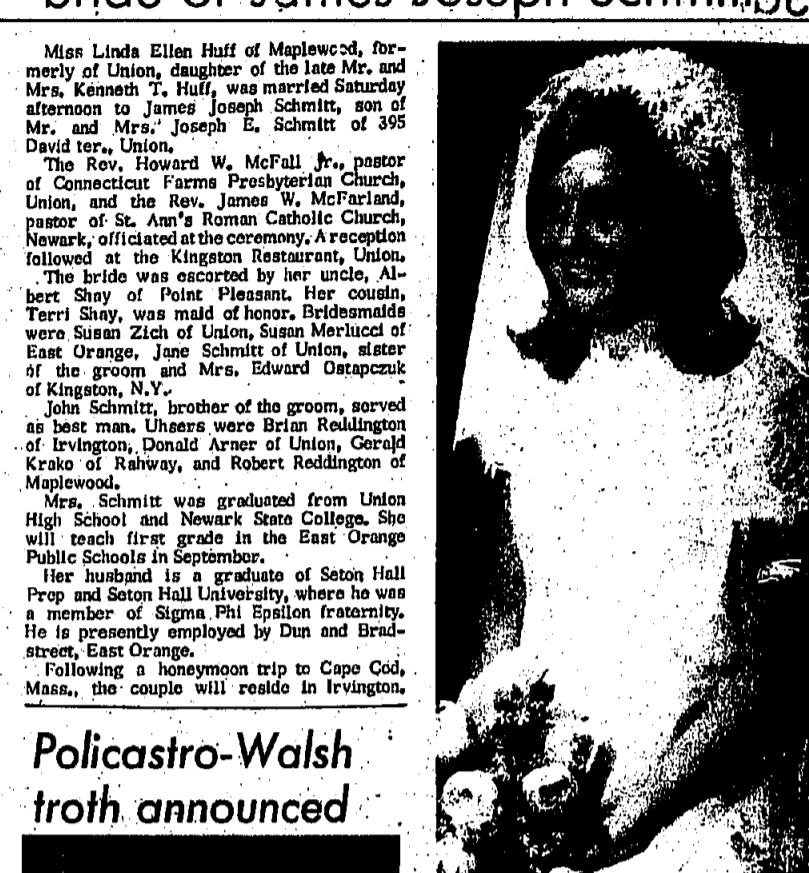 bride of James Joseph Schmitt
Miss Linda Ellen Huff of Maplewood, for-
merly of Union, daughter of the late Mr. and
Mrs. Kenneth T. Huff, was married Saturday
afternoon to James Joseph Schmitt, son of
Mr. and Mrs. Joseph E. Schmitt of 395
David ter., Union.
The Rev. Howard W. McFall Jr., pastor
of Connecticut Farms Presbyterian Church,
Union, and the Rev. James W. McFarland,
pastor of St. Ann's Roman Catholic Church,
Newark, officiated at the ceremony. A reception
followed at the Kingston Restaurant, Union.
The bride was escorted by her uncle, Al-
bert Shay of Point Pleasant. Her cousin,
Terri Shay, was maid of honor. Bridesmaids
were Susan Zich of Union, Susan Merlucci of
East Orange, Jane Schmitt of Union, sister
of the groom and Mrs. Edward Ostapczuk
of Kingston, N.Y.
John Schmitt, brother of the groom, served
as best man. Uhsers were Brian Reddington
of Irvington, Donald Arner of Union, Gerald
Krako of Rahway, and Robert Reddington of
Maplewood.
Mrs. Schmitt was graduated from Union
High School and Newark State College. She
will teach first grade in the East Orange
Public Schools in September.
Her husband is a graduate of Seton Hall
Prep and Seton Hall University, where he was
a member of Sigma Phi Epsilon fraternity.
He is presently employed by Dun and Brad-
street, East Orange.
Following a honeymoon trip to Cape Cod,
Mass., the couple will reside in Irvington.
Policastro-Walsh
troth announced